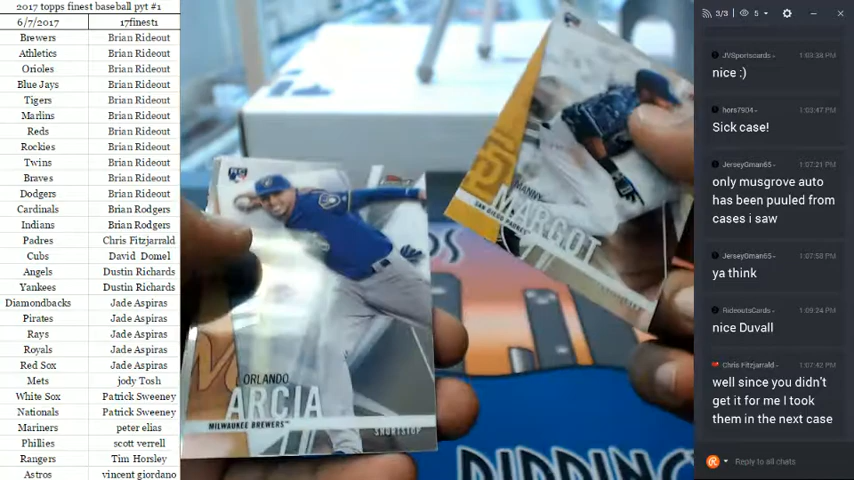 2017 topps finest baseball pyt #1
6/7/2017 17finest1
Brewers Brian Rideout
Athletics Brian Rideout
Orioles Brian Rideout
Blue Jays Brian Rideout
Tigers Brian Rideout
Marlins Brian Rideout
Reds Brian Rideout
Rockies Brian Rideout
Twins Brian Rideout
Braves Brian Rideout
Dodgers Brian Rideout
Cardinals Brian Rodgers
Indians Brian Rodgers
Padres Chris Fitzjarrald
Cubs David Domel
Angels Dustin Richards
Yankees Dustin Richards
Diamondbacks Jade Aspiras
Pirates Jade Aspiras
Rays Jade Aspiras
Royals Jade Aspiras
Red Sox Jade Aspiras
Mets jody Tosh
White Sox Patrick Sweeney
Nationals Patrick Sweeney
Mariners peter elias
Phillies scott verrell
Rangers Tim Horsley
Astros vincent giordano
RC
ORLANDO
ARCIA
MILWAUKEE BREWERS™
SHORTSTOP
RC
MANNY
MARGOT
SAN DIEGO PADRES™
3/3 5
JVSportscards 1:03:38 PM
nice :)
hors7904 1:03:47 PM
Sick case!
JerseyGman65 1:07:21 PM
only musgrove auto
has been puuled from
cases i saw
JerseyGman65 1:07:58 PM
ya think
RideoutsCards 1:09:24 PM
nice Duvall
Chris Fitzjarrald 1:07:42 PM
well since you didn't
get it for me I took
them in the next case
Reply to all chats